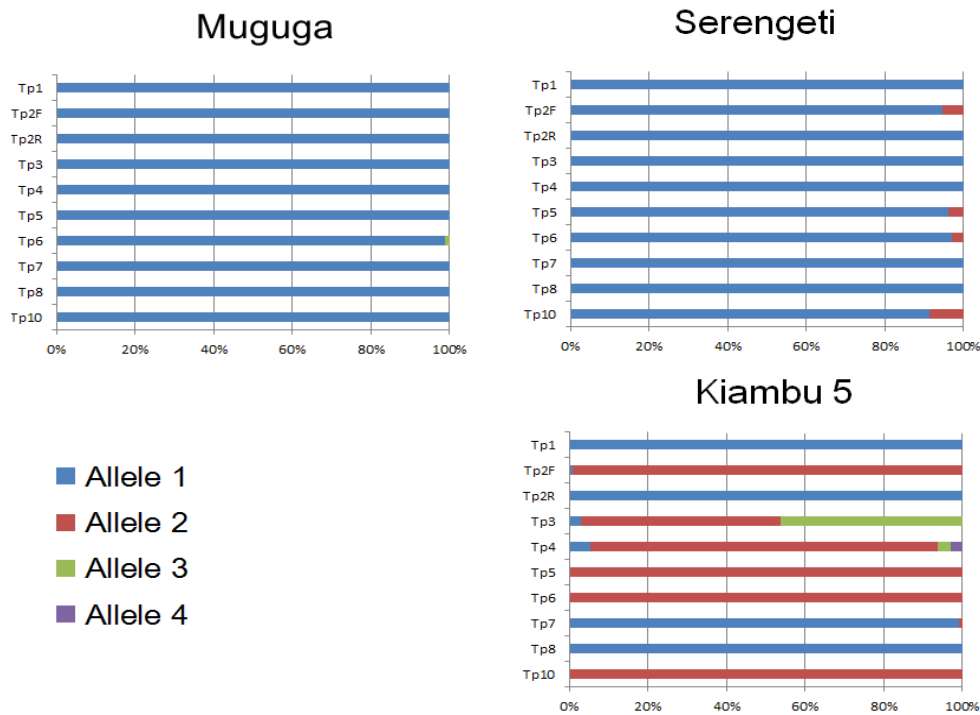 Muguga
Tp1
Tp2F
Tp2R
Tp3
Tp4
Tp5
Tp6
Tp7
Tp8
Tp10
0% 20% 40% 60% 80% 100%
Serengeti
Tp1
Tp2F
Tp2R
Tp3
Tp4
Tp5
Tp6
Tp7
Tp8
Tp10
0% 20% 40% 60% 80% 100%
Allele 1
Allele 2
Allele 3
Allele 4
Kiambu 5
Tp1
Tp2F
Tp2R
Tp3
Tp4
Tp5
Tp6
Tp7
Tp8
Tp10
0% 20% 40% 60% 80% 100%